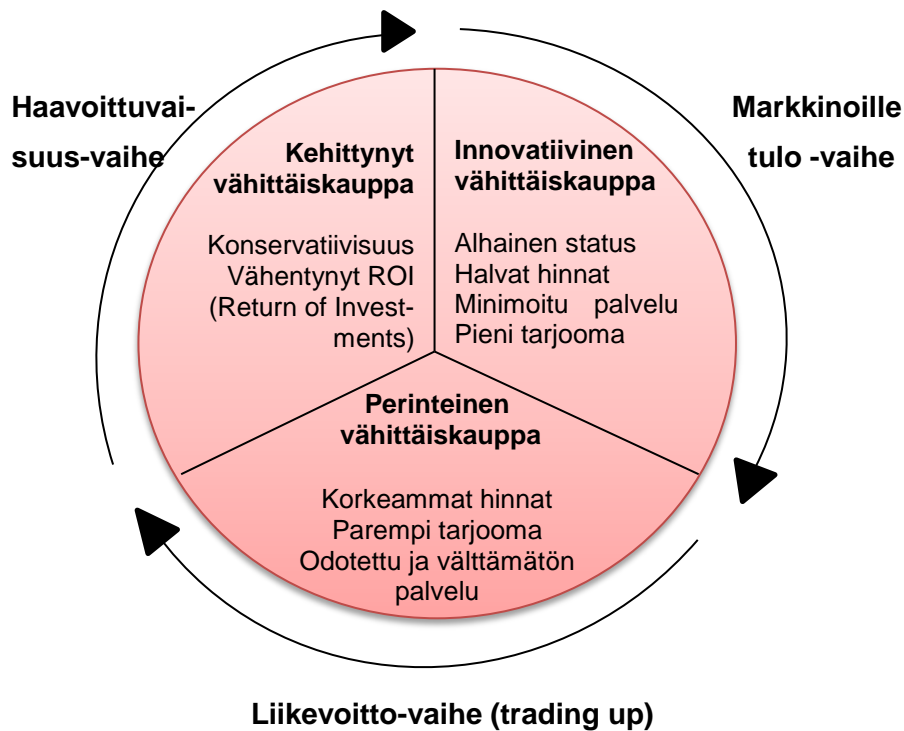 Haavoittuvai-
suus-vaihe
Markkinoille
tulo -vaihe
Kehittynyt
vähittäiskauppa
Konservatiivisuus
Vähentynyt ROI
(Return of Invest-
ments)
Innovatiivinen
vähittäiskauppa
Alhainen status
Halvat hinnat
Minimoitu palvelu
Pieni tarjooma
Perinteinen
vähittäiskauppa
Korkeammat hinnat
Parempi tarjooma
Odotettu ja välttämätön
palvelu
Liikevoitto-vaihe (trading up)